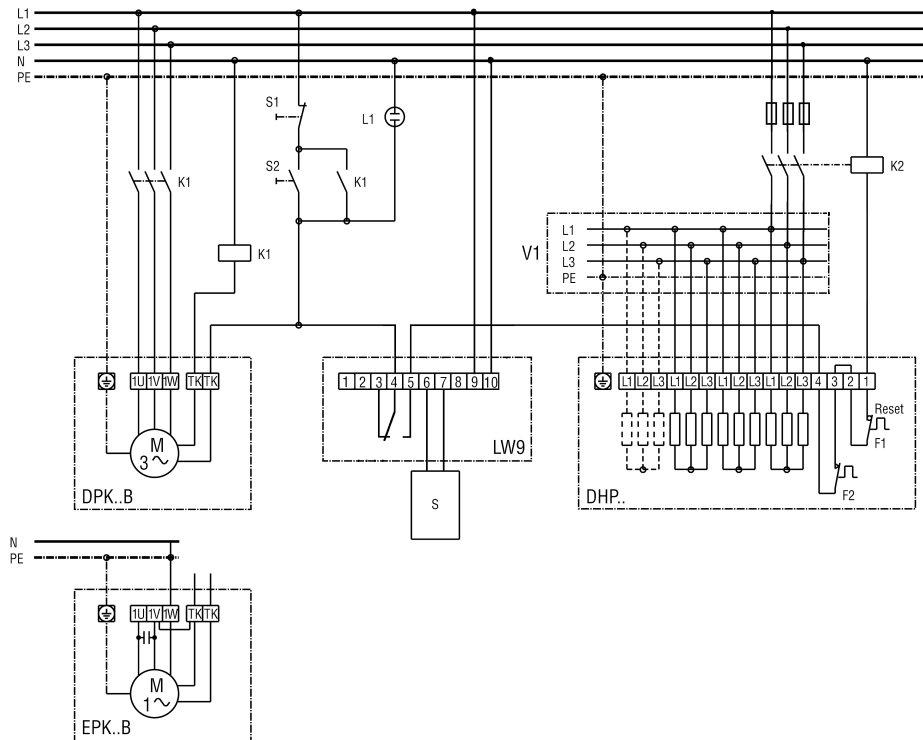 L1
L2
L3
N
PE
S1
L1
S2
K1
K1
K2
K1
L1
V1
L2
L3
PE
1U 1V 1W TK TK
1 2 3 4 5 6 7 8 9 10
L1 L2 L3 L1 L2 L3 L1 L2 L3 L1 L2 L3 4 3 2 1
Reset
F1
M
3
LW9
F2
DPK..B
S
DHP..
N
PE
1U 1V 1W TK TK
M
1
EPK..B